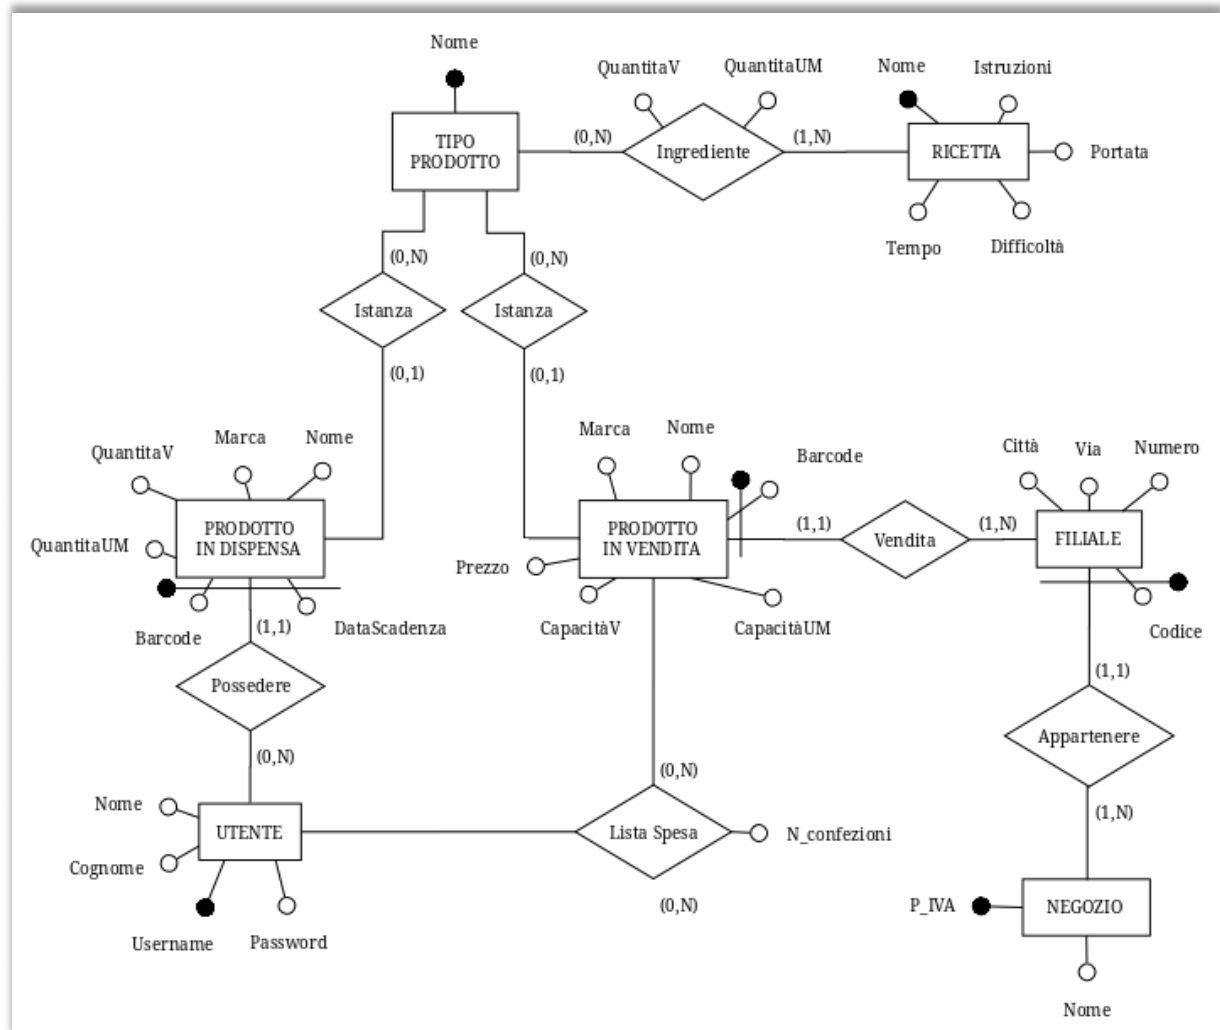 Nome
QuantitaV
QuantitaUM
Nome
Istruzioni
TIPO
PRODOTTO
(0,N)
Ingrediente
(1,N)
RICETTA
Portata
Tempo
Difficoltà
(0,N)
(0,N)
Istanza
Istanza
(0,1)
(0,1)
QuantitaV
Marca
Nome
Marca
Nome
Barcode
Città
Via
Numero
QuantitaUM
PRODOTTO
IN DISPENSA
PRODOTTO
IN VENDITA
(1,1)
Vendita
(1,N)
FILIALE
Prezzo
Barcode
(1,1)
DataScadenza
CapacitàV
CapacitàUM
Codice
Possedere
(1,1)
Appartenere
(0,N)
(0,N)
Nome
UTENTE
Lista Spesa
N_confezioni
(1,N)
Cognome
(0,N)
P_IVA
NEGOZIO
Username
Password
Nome